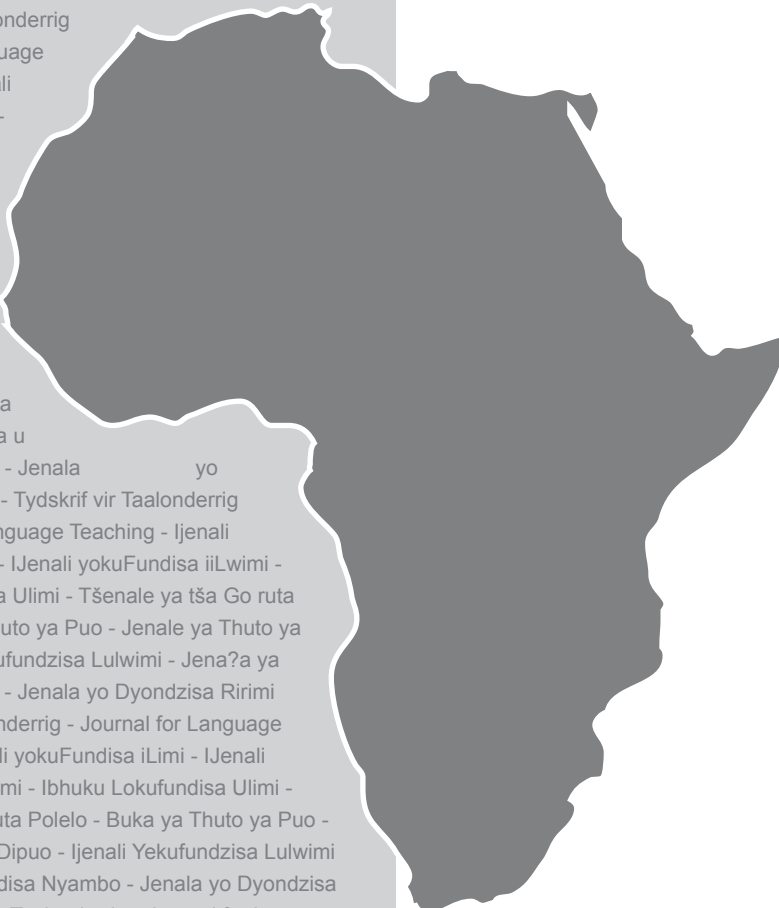 onderrig
uage
ali
-
a
a u
- Jenala yo
- Tydskrif vir Taalonderrig
nguage Teaching - Ijenali
- IJenali yokuFundisa iiLwimi -
a Ulimi - Tšenale ya tša Go ruta
uto ya Puo - Jenale ya Thuto ya
ufundzisa Lulwimi - Jena?a ya
- Jenala yo Dyondzisa Ririmi
nderrig - Journal for Language
li yokuFundisa iLimi - IJenali
mi - Ibhuku Lokufundisa Ulimi -
uta Polelo - Buka ya Thuto ya Puo -
Dipuo - Ijenali Yekufundzisa Lulwimi
disa Nyambo - Jenala yo Dyondzisa